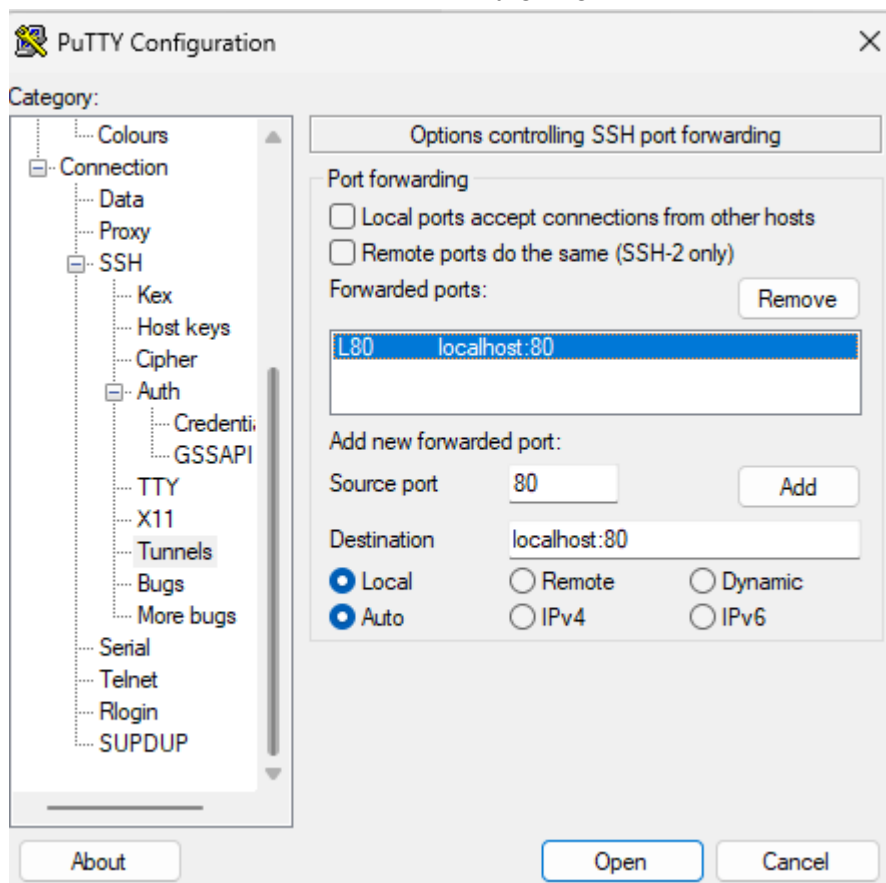 PuTTY Configuration
Category:
Colours
Connection
Data
Proxy
SSH
Kex
Host keys
Cipher
Auth
Credentia
GSSAPI
TTY
X11
Tunnels
Bugs
More bugs
Serial
Telnet
Rlogin
SUPDUP
Options controlling SSH port forwarding
Port forwarding
Local ports accept connections from other hosts
Remote ports do the same (SSH-2 only)
Forwarded ports:
Remove
L80 localhost:80
Add new forwarded port:
Source port 80 Add
Destination localhost:80
Local Remote Dynamic
Auto IPv4 IPv6
About Open Cancel